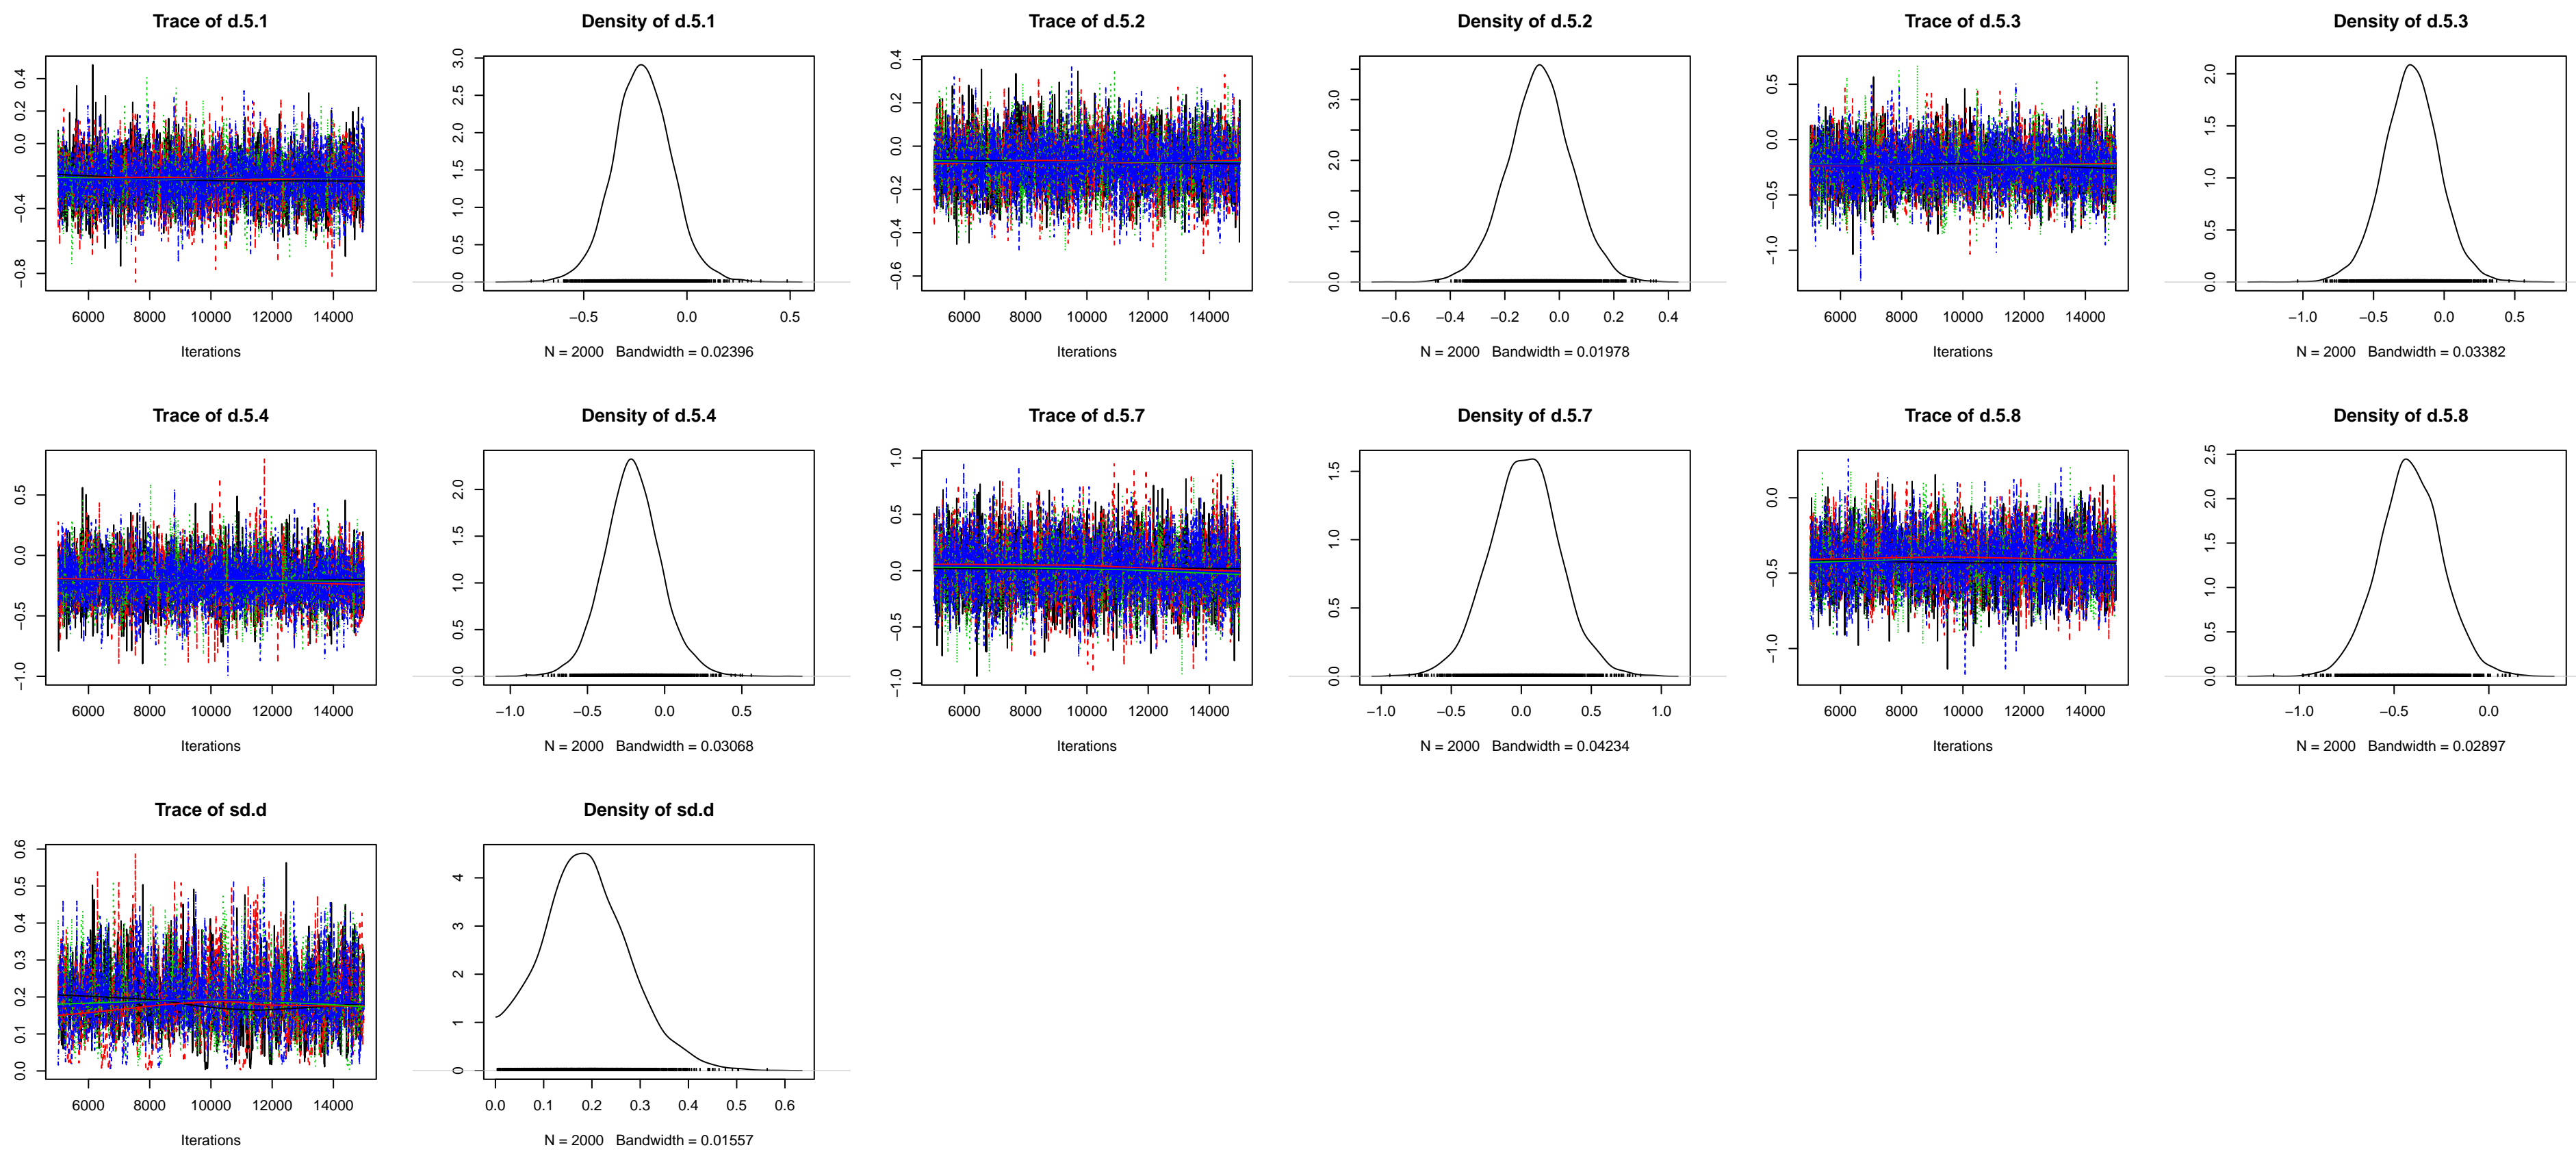 Trace of d.5.1
0.4
0.2
0.0
−0.4
−0.8
6000 8000 10000 12000 14000
Iterations
Density of d.5.1
3.0
2.5
2.0
1.5
1.0
0.5
0.0
−0.5 0.0 0.5
N = 2000 Bandwidth = 0.02396
Trace of d.5.2
0.4
0.2
0.0
−0.2
−0.4
−0.6
6000 8000 10000 12000 14000
Iterations
Density of d.5.2
3.0
2.0
1.0
0.0
−0.6 −0.4 −0.2 0.0 0.2 0.4
N = 2000 Bandwidth = 0.01978
Trace of d.5.3
0.5
0.0
−0.5
−1.0
6000 8000 10000 12000 14000
Iterations
Density of d.5.3
2.0
1.5
1.0
0.5
0.0
−1.0 −0.5 0.0 0.5
N = 2000 Bandwidth = 0.03382
Trace of d.5.4
0.5
0.0
−0.5
−1.0
6000 8000 10000 12000 14000
Iterations
Density of d.5.4
2.0
1.5
1.0
0.5
0.0
−1.0 −0.5 0.0 0.5
N = 2000 Bandwidth = 0.03068
Trace of d.5.7
1.0
0.5
0.0
−0.5
−1.0
6000 8000 10000 12000 14000
Iterations
Density of d.5.7
1.5
1.0
0.5
0.0
−1.0 −0.5 0.0 0.5 1.0
N = 2000 Bandwidth = 0.04234
Trace of d.5.8
0.0
−0.5
−1.0
6000 8000 10000 12000 14000
Iterations
Density of d.5.8
2.5
2.0
1.5
1.0
0.5
0.0
−1.0 −0.5 0.0
N = 2000 Bandwidth = 0.02897
Trace of sd.d
0.6
0.5
0.4
0.3
0.2
0.1
0.0
6000 8000 10000 12000 14000
Iterations
Density of sd.d
4
3
2
1
0
0.0 0.1 0.2 0.3 0.4 0.5 0.6
N = 2000 Bandwidth = 0.01557